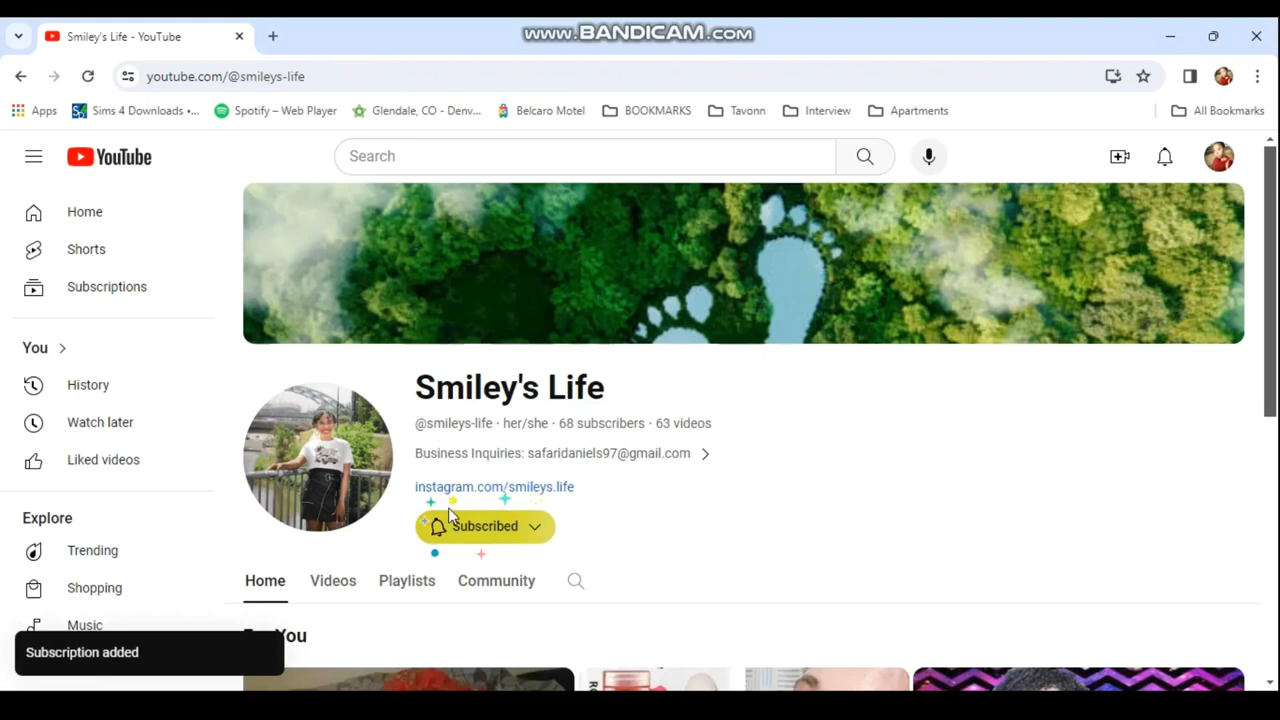 www.BANDICAM.com
Smiley's Life - YouTube
youtube.com/@smileys-life
Apps
Sims 4 Downloads •...
Spotify – Web Player
Glendale, CO - Denv...
Belcaro Motel
BOOKMARKS
Tavonn
Interview
Apartments
All Bookmarks
YouTube
Search
Home
Shorts
Subscriptions
You
History
Watch later
Liked videos
Explore
Trending
Shopping
Music
Subscription added
Smiley's Life
@smileys-life · her/she · 68 subscribers · 63 videos
Business Inquiries: safaridaniels97@gmail.com
instagram.com/smileys.life
Subscribed
Home Videos Playlists Community
You